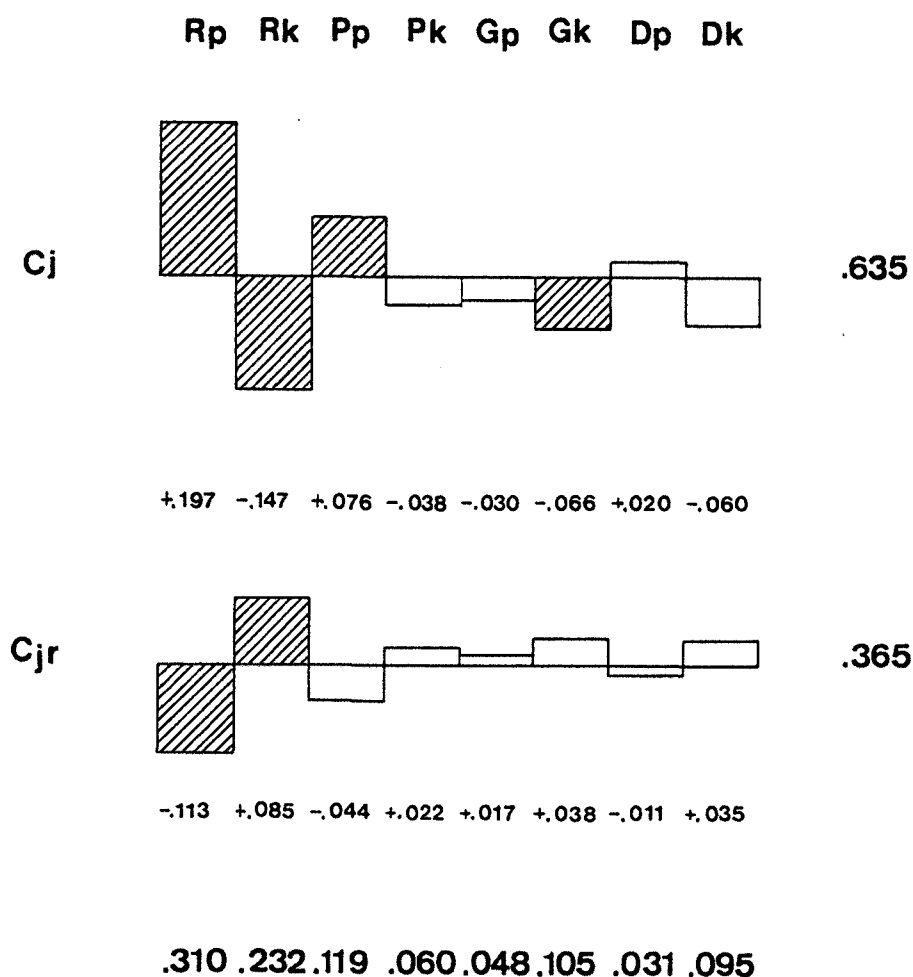 Rp Rk Pp Pk Gp Gk Dp Dk
Cj .635
+.197 -.147 +.076 -.038 -.030 -.066 +.020 -.060
Cjr .365
-.113 +.085 -.044 +.022 +.017 +.038 -.011 +.035
.310 .232 .119 .060 .048 .105 .031 .095